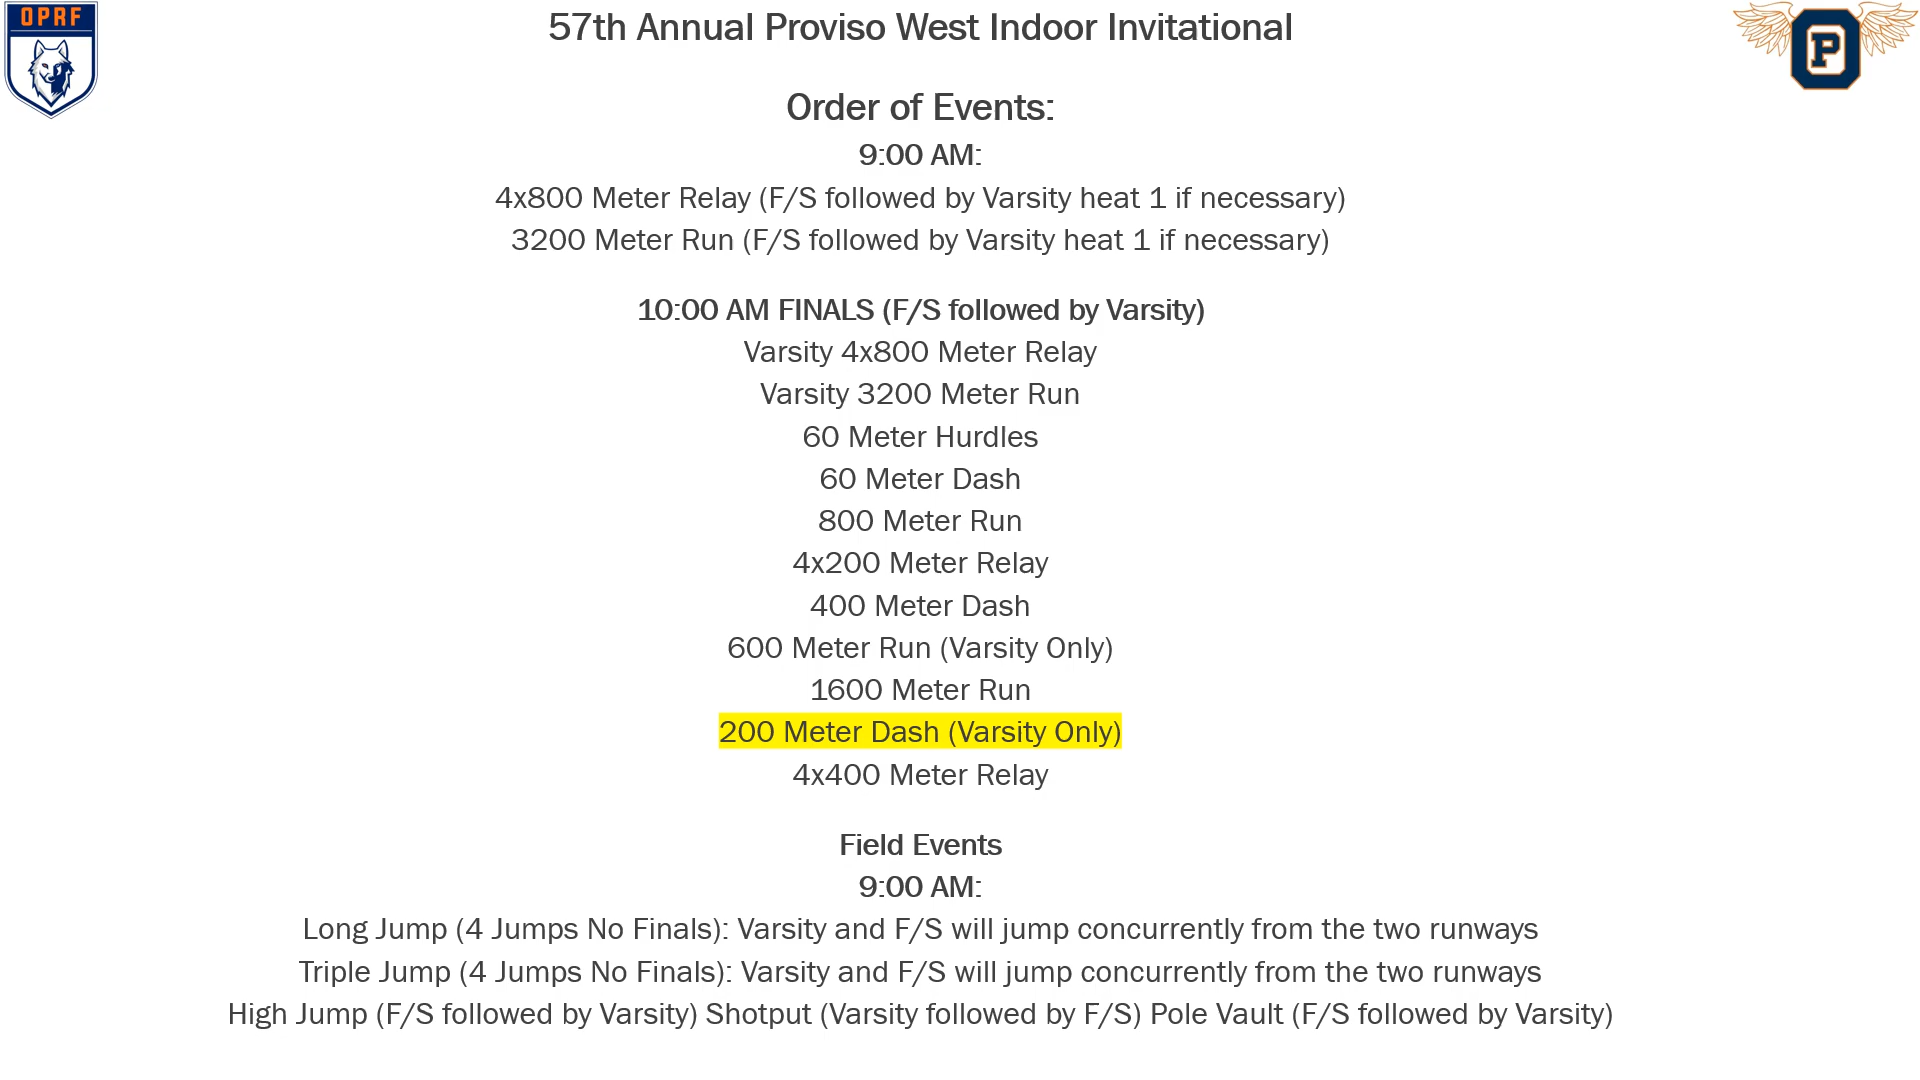 OPRF
57th Annual Proviso West Indoor Invitational
OP
Order of Events:
9:00 AM:
4x800 Meter Relay (F/S followed by Varsity heat 1 if necessary)
3200 Meter Run (F/S followed by Varsity heat 1 if necessary)
10:00 AM FINALS (F/S followed by Varsity)
Varsity 4x800 Meter Relay
Varsity 3200 Meter Run
60 Meter Hurdles
60 Meter Dash
800 Meter Run
4x200 Meter Relay
400 Meter Dash
600 Meter Run (Varsity Only)
1600 Meter Run
200 Meter Dash (Varsity Only)
4x400 Meter Relay
Field Events
9:00 AM:
Long Jump (4 Jumps No Finals): Varsity and F/S will jump concurrently from the two runways
Triple Jump (4 Jumps No Finals): Varsity and F/S will jump concurrently from the two runways
High Jump (F/S followed by Varsity) Shotput (Varsity followed by F/S) Pole Vault (F/S followed by Varsity)